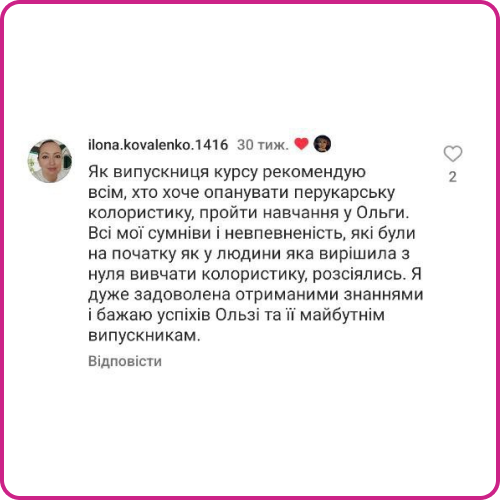 ilona.kovalenko.1416 30 тиж.
Як випускниця курсу рекомендую
всім, хто хоче опанувати перукарську
колористику, пройти навчання у Ольги.
Всі мої сумніви і невпевненість, які були
на початку як у людини яка вирішила з
нуля вивчати колористику, розсіялись. Я
дуже задоволена отриманими знаннями
і бажаю успіхів Ользі та її майбутнім
випускникам.
2
Відповісти